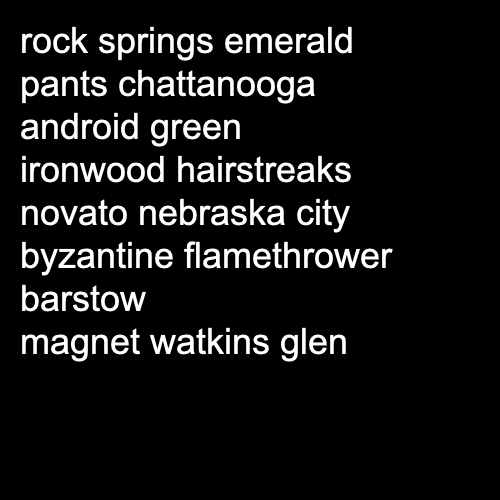 rock springs emerald
pants chattanooga
android green
ironwood hairstreaks
novato nebraska city
byzantine flamethrower
barstow
magnet watkins glen